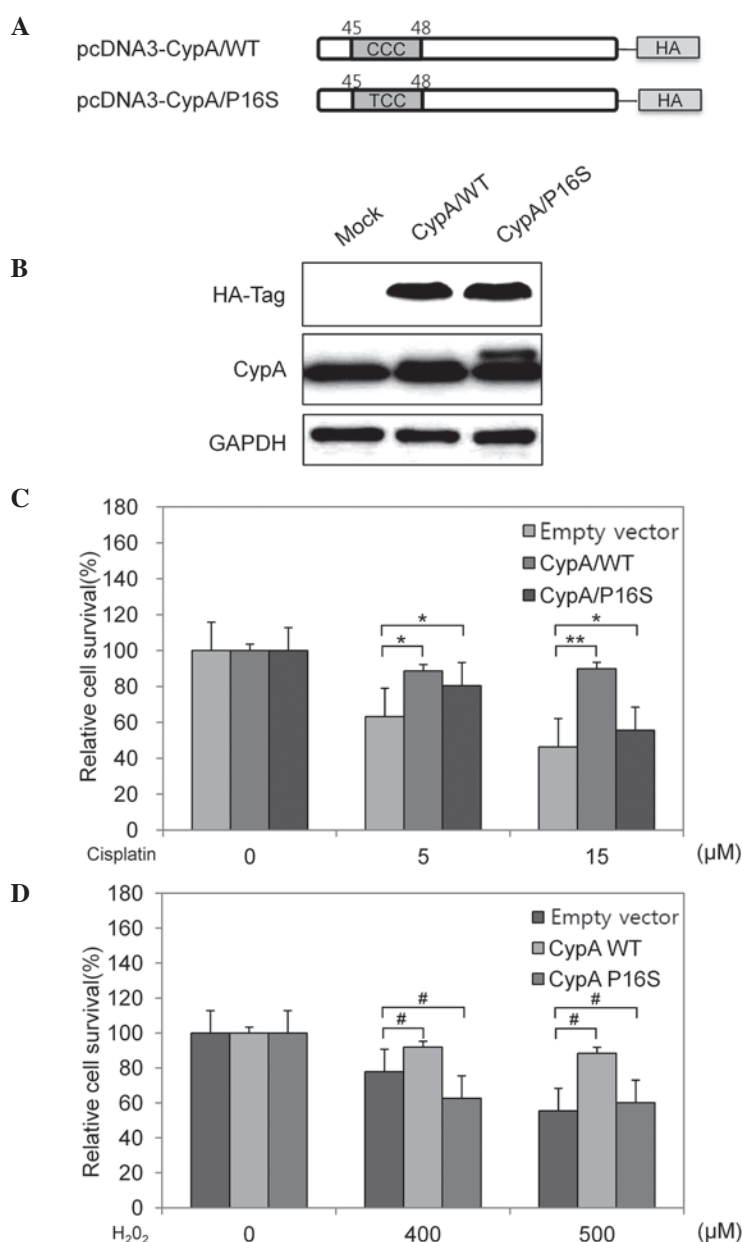 A
45 48
pcDNA3-CypA/WT CCC HA
45 48
pcDNA3-CypA/P16S TCC HA
B
Mock CypA/WT CypA/P16S
HA-Tag
CypA
GAPDH
C
Relative cell survival(%)
180
160
140
120
100
80
60
40
20
0
Empty vector
CypA/WT
CypA/P16S
* *
* **
Cisplatin 0 5 15 (μM)
D
Relative cell survival(%)
180
160
140
120
100
80
60
40
20
0
Empty vector
CypA WT
CypA P16S
# #
# #
H₂0₂ 0 400 500 (μM)